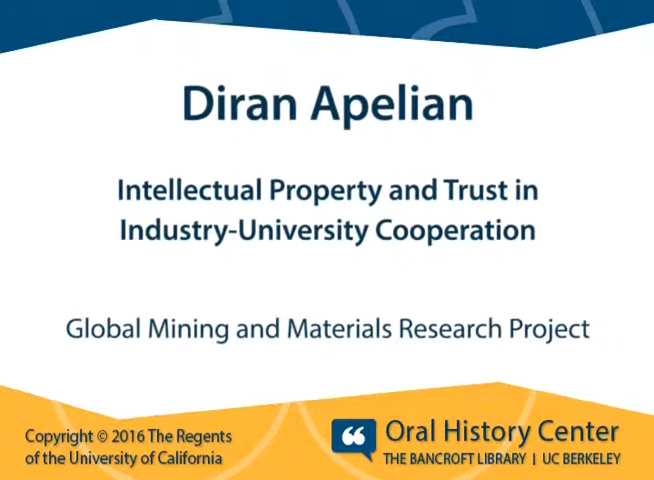 Diran Apelian
Intellectual Property and Trust in
Industry-University Cooperation
Global Mining and Materials Research Project
Copyright © 2016 The Regents
of the University of California
Oral History Center
THE BANCROFT LIBRARY | UC BERKELEY